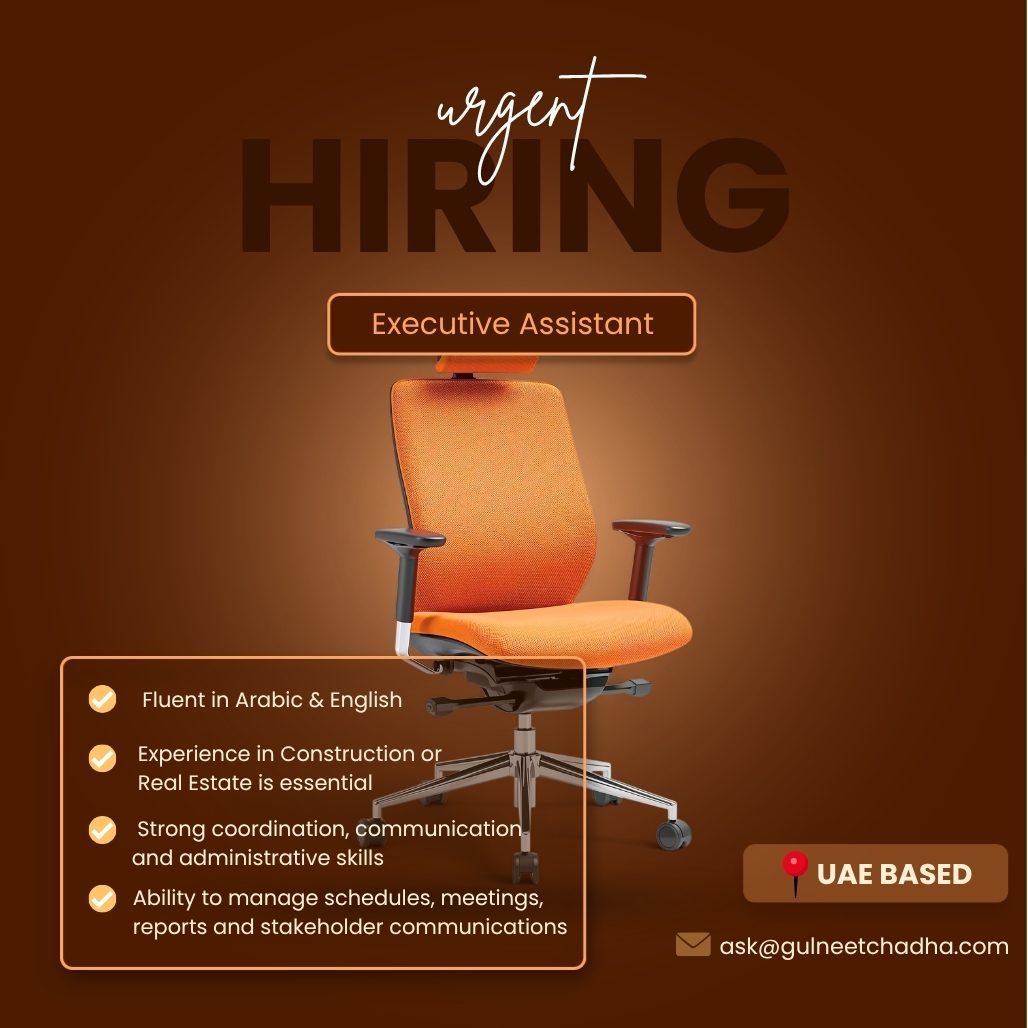 urgent
HIRING
Executive Assistant
Fluent in Arabic & English
Experience in Construction or
Real Estate is essential
Strong coordination, communication
and administrative skills
Ability to manage schedules, meetings,
reports and stakeholder communications
UAE BASED
ask@gulneetchadha.com